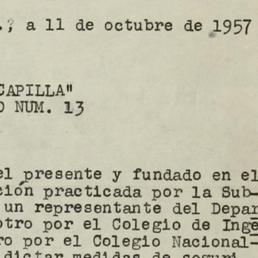 ., a 11 de octubre de 1957
CAPILLA"
O NUM. 13
el presente y fundado en el
ción practicada por la Sub-
un representante del Depar
otro por el Colegio de Inge
ro por el Colegio Nacional-
dictar medidas de seguri